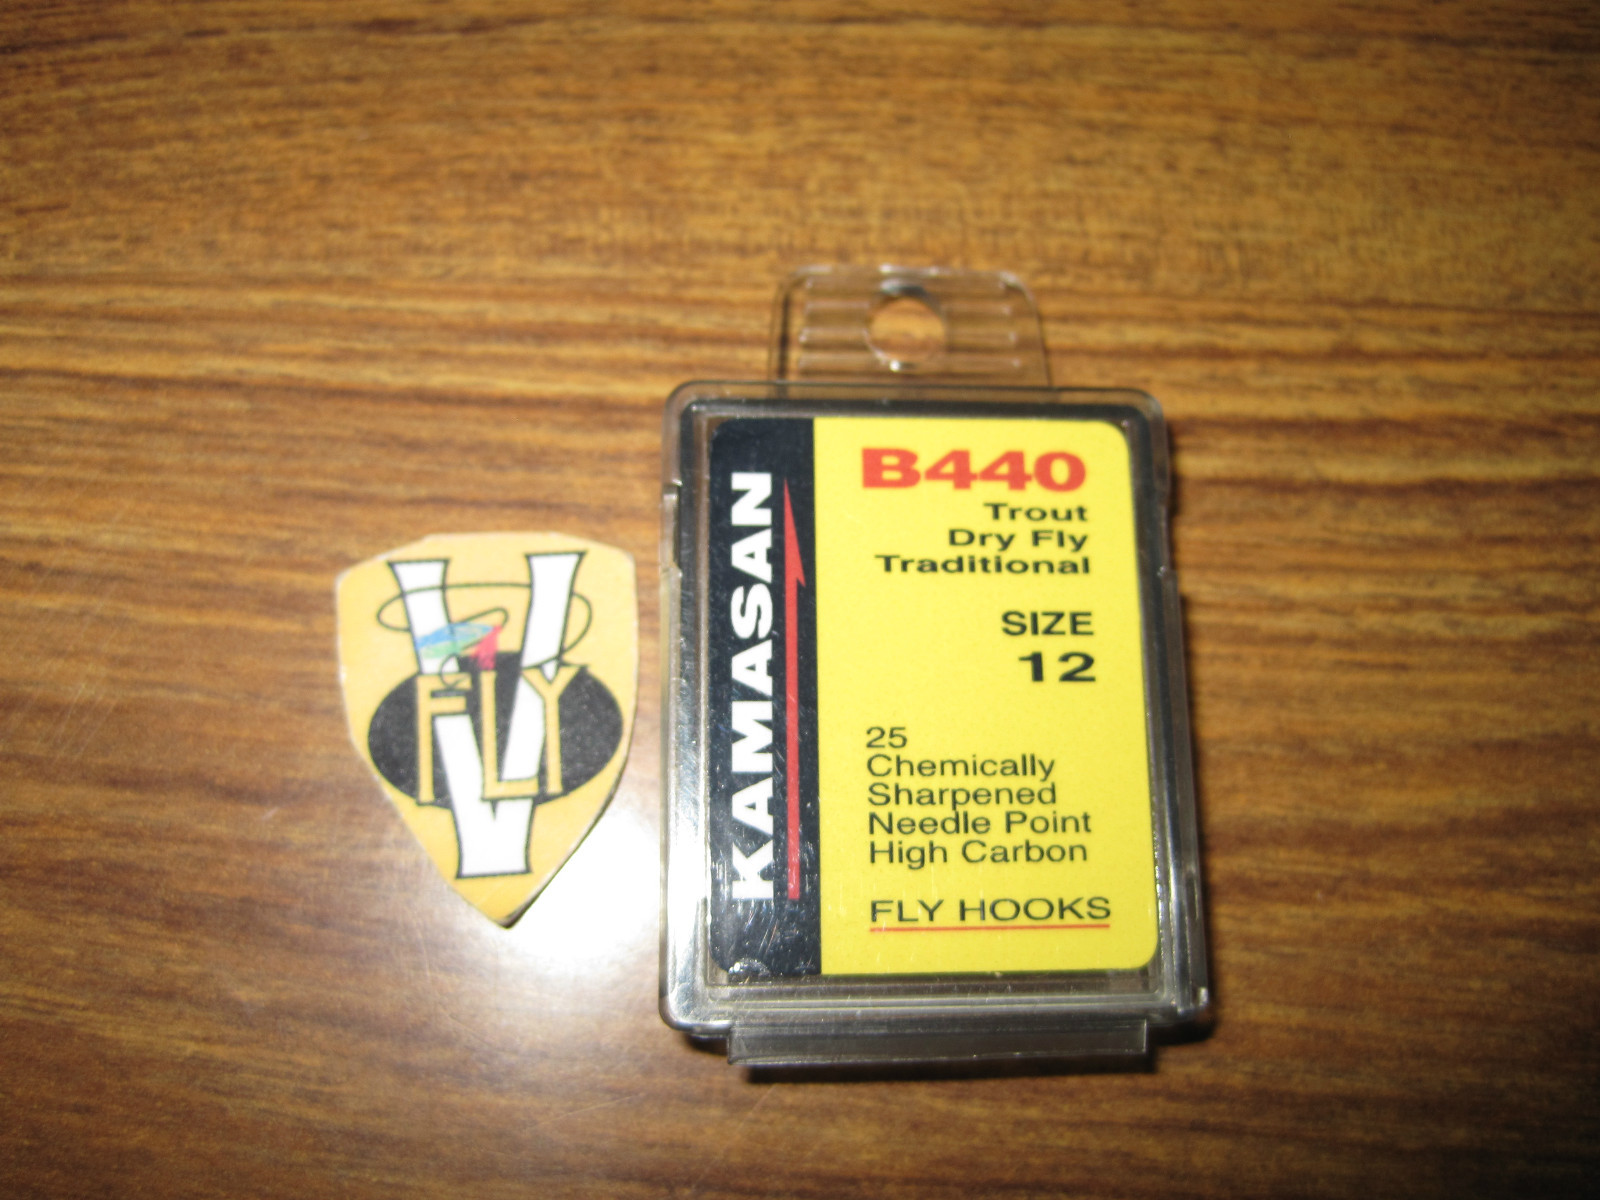 V
FLY
KAMASAN
B440
Trout
Dry Fly
Traditional
SIZE
12
25
Chemically
Sharpened
Needle Point
High Carbon
FLY HOOKS